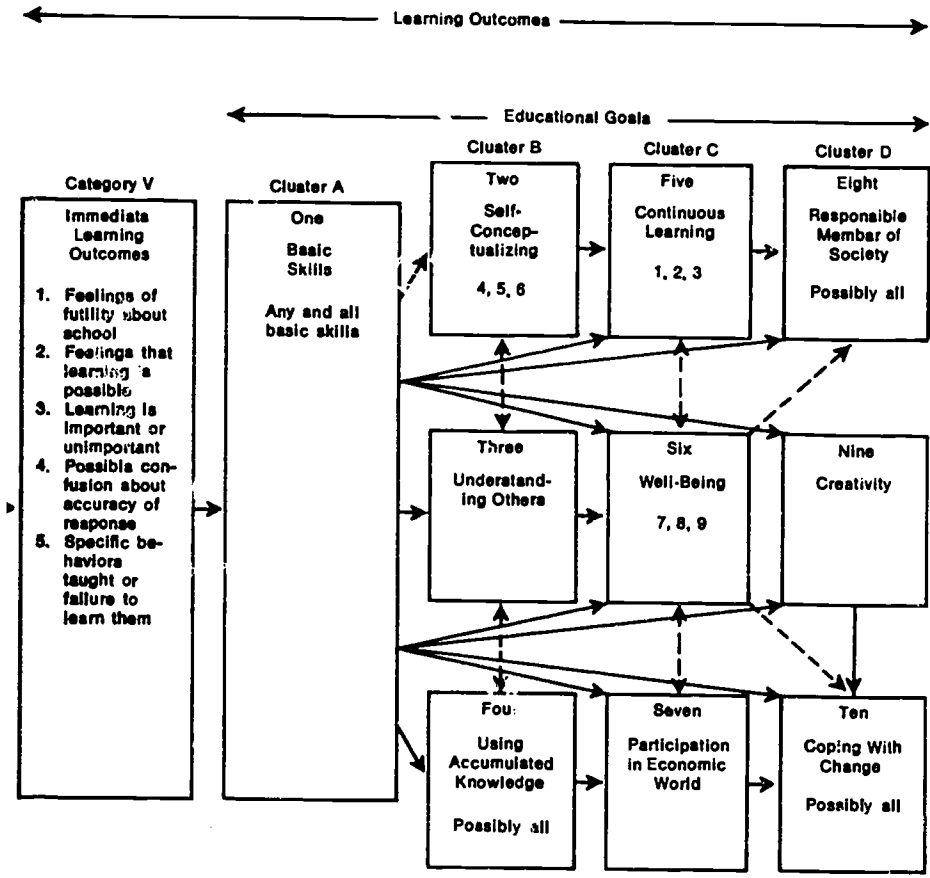 Learning Outcomes
Educational Goals
Category V
Immediata
Learning
Outcomes
1. Feelings of
futility about
school
2. Feelings that
learning is
possible
3. Learning is
important or
unimportant
4. Possibla con-
fusion about
accuracy of
response
5. Specific be-
haviors
taught or
failure to
learn them
Cluster A
One
Basic
Skills
Any and all
basic skills
Cluster B
Two
Self-
Concep-
tualizing
4, 5, 6
Three
Understand-
ing Others
Four
Using
Accumulated
Knowledge
Possibly all
Cluster C
Five
Continuous
Learning
1, 2, 3
Six
Well-Being
7, 8, 9
Seven
Participation
in Economic
World
Cluster D
Eight
Responsible
Membar of
Society
Possibly all
Nine
Creativity
Ten
Coping With
Change
Possibly all